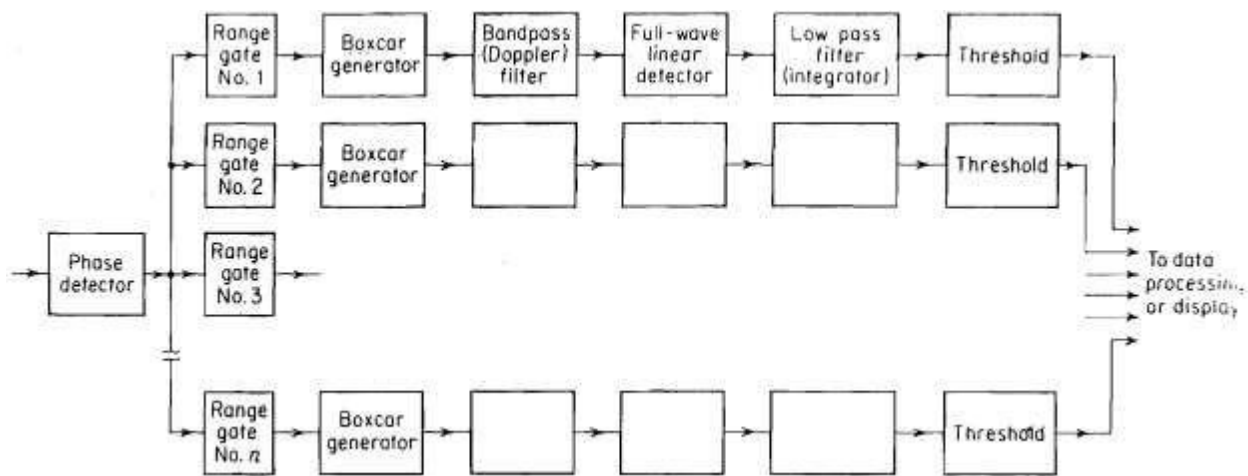 Range
gate
No. 1
Boxcar
generator
Bandpass
(Doppler)
filter
Full-wave
linear
detector
Low pass
filter
(integrator)
Threshold
Range
gate
No. 2
Boxcar
generator
Threshold
Phase
detector
Range
gate
No. 3
To data
processing
or display
Range
gate
No. n
Boxcar
generator
Threshold